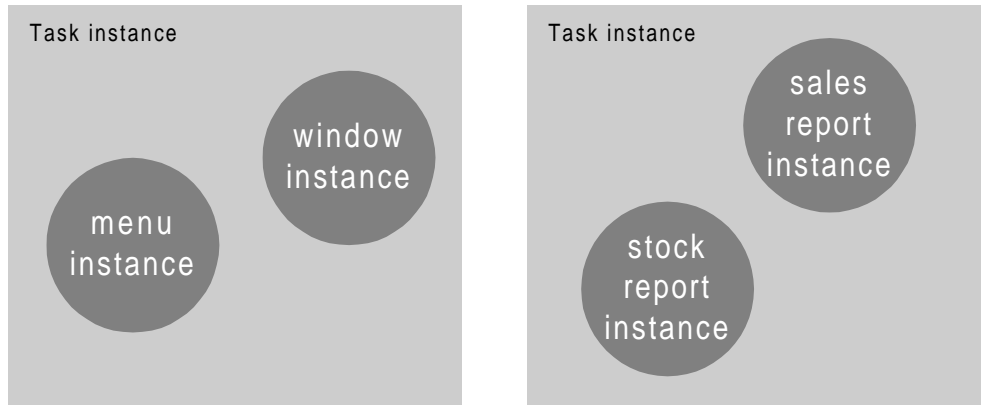 Task instance
window
instance
menu
instance
Task instance
sales
report
instance
stock
report
instance